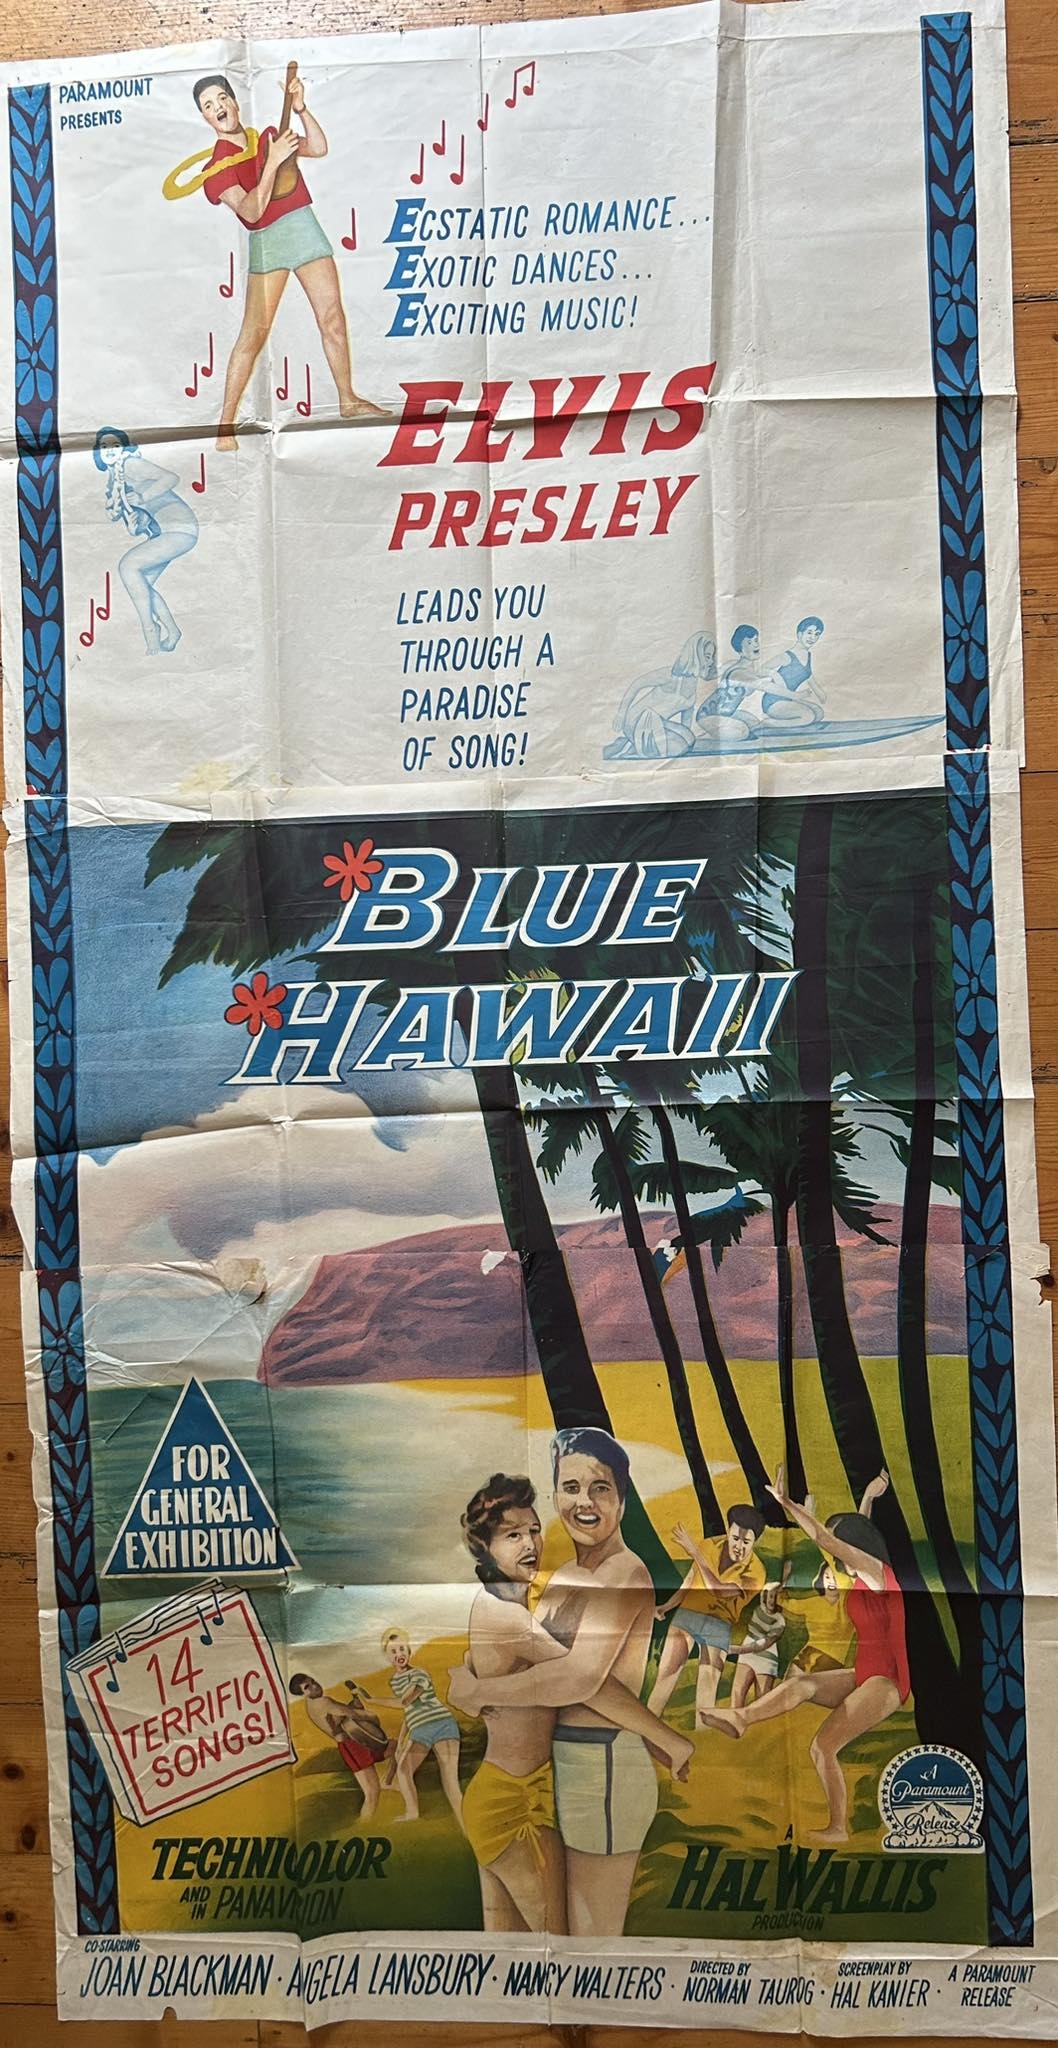 PARAMOUNT
PRESENTS
ECSTATIC ROMANCE...
EXOTIC DANCES...
EXCITING MUSIC!
ELVIS
PRESLEY
LEADS YOU
THROUGH A
PARADISE
OF SONG!
BLUE
HAWAII
FOR
GENERAL
EXHIBITION
14
TERRIFIC
SONGS!
TECHNICOLOR
AND IN PANAVISION
A
HAL WALLIS
PRODUCTION
A
Paramount
Release
CO-STARRING
JOAN BLACKMAN · ANGELA LANSBURY · NANCY WALTERS · DIRECTED BY NORMAN TAUROG · SCREENPLAY BY HAL KANTER · A PARAMOUNT RELEASE